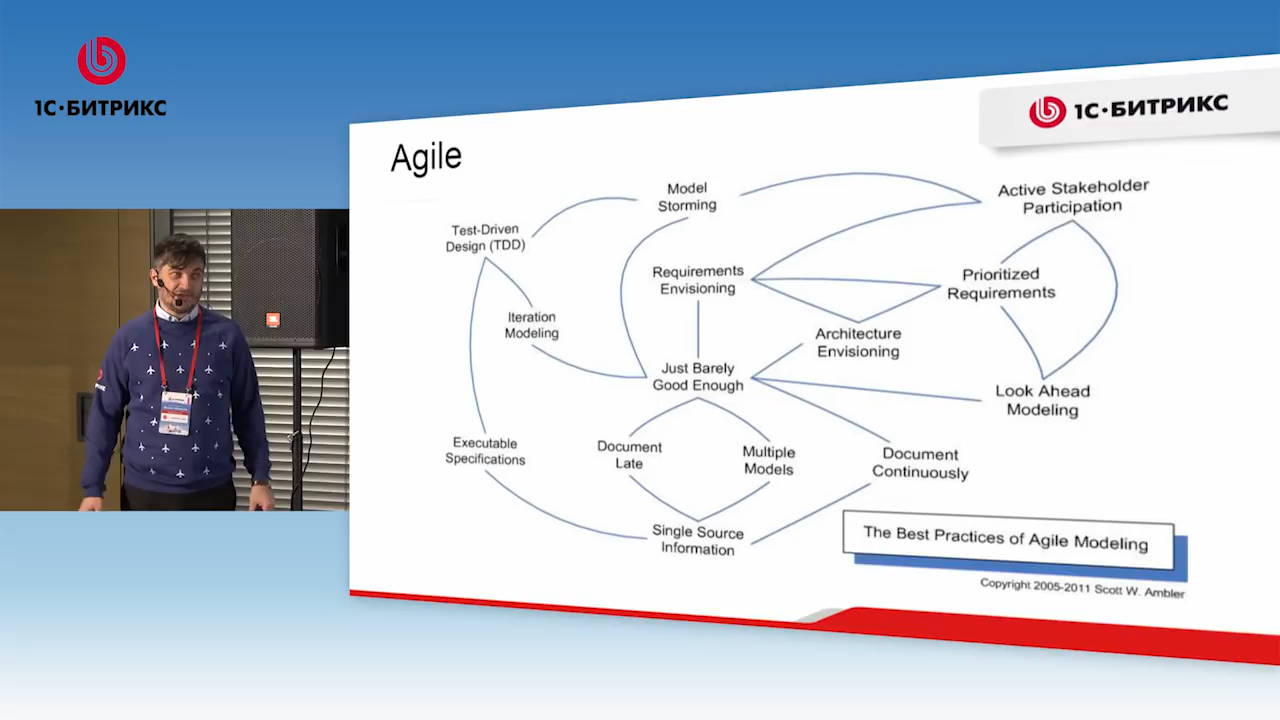 1С·БИТРИКС
1С·БИТРИКС
Agile
Model
Storming
Active Stakeholder
Participation
Test-Driven
Design (TDD)
Requirements
Envisioning
Prioritized
Requirements
Iteration
Modeling
Architecture
Envisioning
Just Barely
Good Enough
Look Ahead
Modeling
Executable
Specifications
Document
Late
Multiple
Models
Document
Continuously
Single Source
Information
The Best Practices of Agile Modeling
Copyright 2005-2011 Scott W. Ambler
JBL